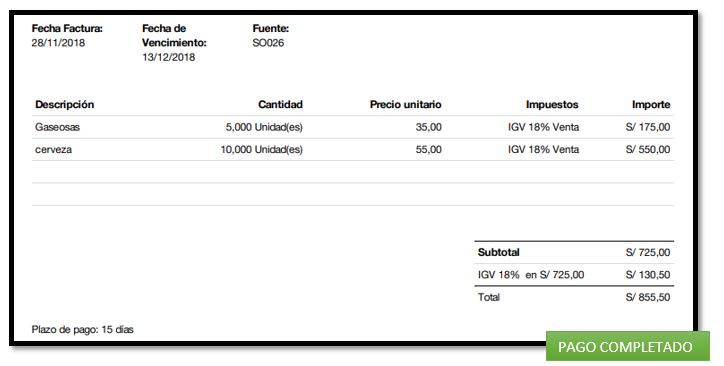 Fecha Factura: Fecha de Vencimiento: Fuente:
28/11/2018 13/12/2018 SO026
Descripción Cantidad Precio unitario Impuestos Importe
Gaseosas 5,000 Unidad(es) 35,00 IGV 18% Venta S/ 175,00
cerveza 10,000 Unidad(es) 55,00 IGV 18% Venta S/ 550,00
Subtotal S/ 725,00
IGV 18% en S/ 725,00 S/ 130,50
Total S/ 855,50
Plazo de pago: 15 días
PAGO COMPLETADO